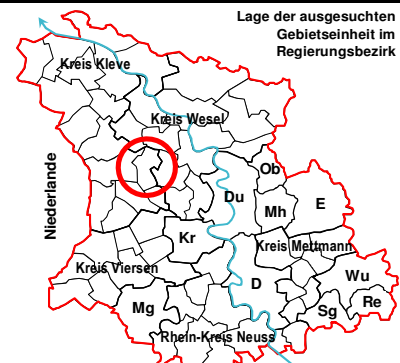 Lage der ausgesuchten
Gebietseinheit im
Regierungsbezirk
Kreis Kleve
Kreis Wesel
Niederlande
Ob
Du
Mh
E
Kr
Kreis Mettmann
Kreis Viersen
D
Wu
Mg
Sg
Re
Rhein-Kreis Neuss